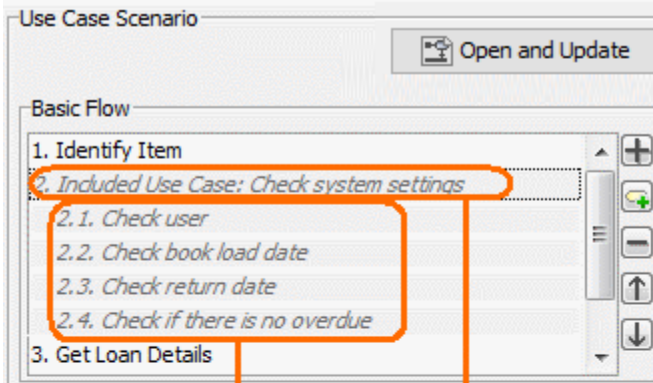 Use Case Scenario
Open and Update
Basic Flow
1. Identify Item
2. Included Use Case: Check system settings
2.1. Check user
2.2. Check book load date
2.3. Check return date
2.4. Check if there is no overdue
3. Get Loan Details